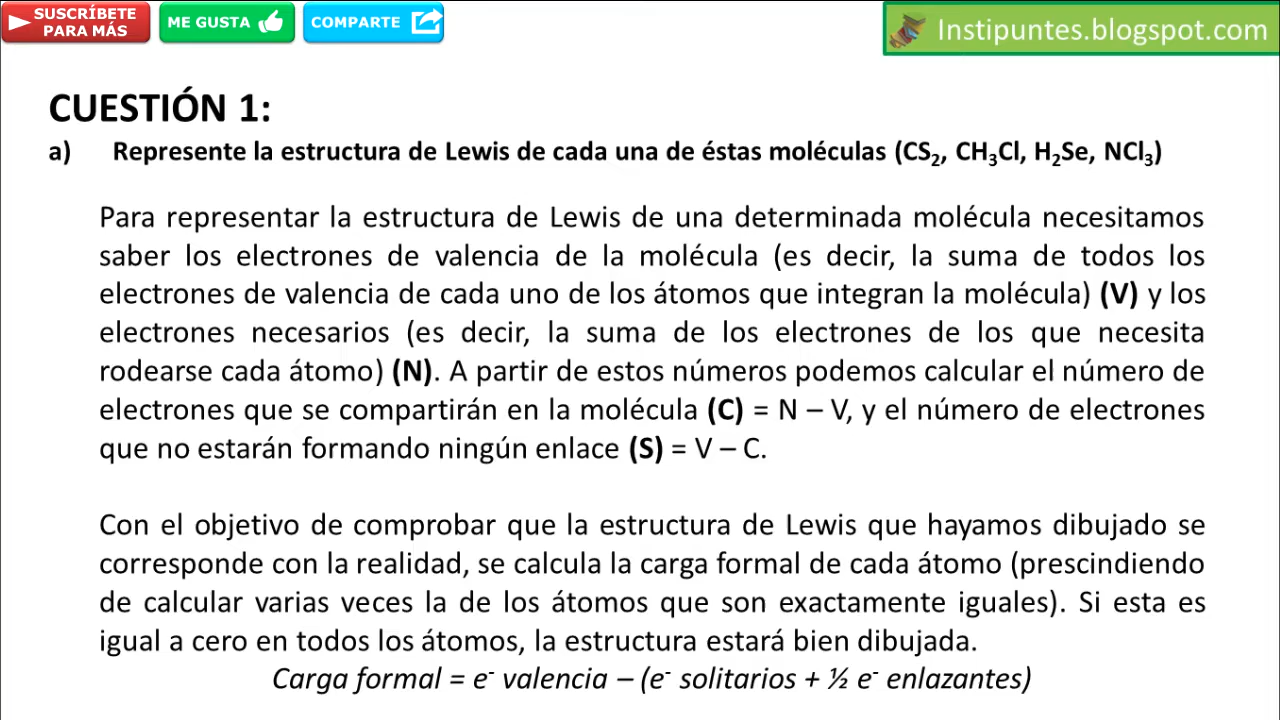 SUSCRÍBETE
PARA MÁS
ME GUSTA
COMPARTE
Instipuntes.blogspot.com
CUESTIÓN 1:
a) Represente la estructura de Lewis de cada una de éstas moléculas (CS₂, CH₃Cl, H₂Se, NCl₃)
Para representar la estructura de Lewis de una determinada molécula necesitamos
saber los electrones de valencia de la molécula (es decir, la suma de todos los
electrones de valencia de cada uno de los átomos que integran la molécula) (V) y los
electrones necesarios (es decir, la suma de los electrones de los que necesita
rodearse cada átomo) (N). A partir de estos números podemos calcular el número de
electrones que se compartirán en la molécula (C) = N – V, y el número de electrones
que no estarán formando ningún enlace (S) = V – C.
Con el objetivo de comprobar que la estructura de Lewis que hayamos dibujado se
corresponde con la realidad, se calcula la carga formal de cada átomo (prescindiendo
de calcular varias veces la de los átomos que son exactamente iguales). Si esta es
igual a cero en todos los átomos, la estructura estará bien dibujada.
Carga formal = e⁻ valencia – (e⁻ solitarios + ½ e⁻ enlazantes)